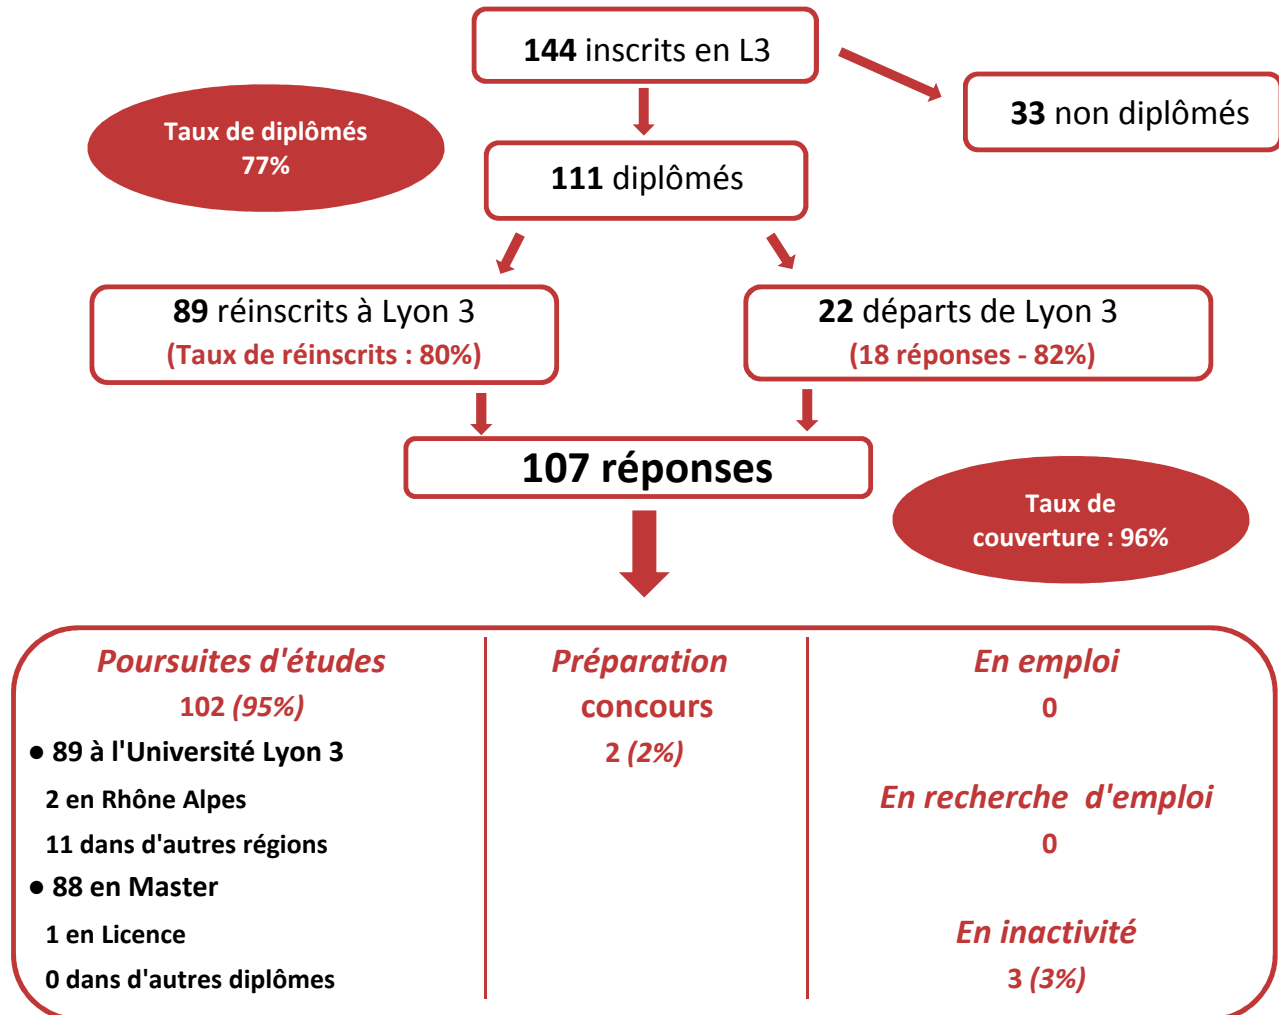 144 inscrits en L3
33 non diplômés
Taux de diplômés
77%
111 diplômés
89 réinscrits à Lyon 3
(Taux de réinscrits : 80%)
22 départs de Lyon 3
(18 réponses - 82%)
107 réponses
Taux de
couverture : 96%
Poursuites d'études
102 (95%)
● 89 à l'Université Lyon 3
2 en Rhône Alpes
11 dans d'autres régions
● 88 en Master
1 en Licence
0 dans d'autres diplômes
Préparation
concours
2 (2%)
En emploi
0
En recherche d'emploi
0
En inactivité
3 (3%)